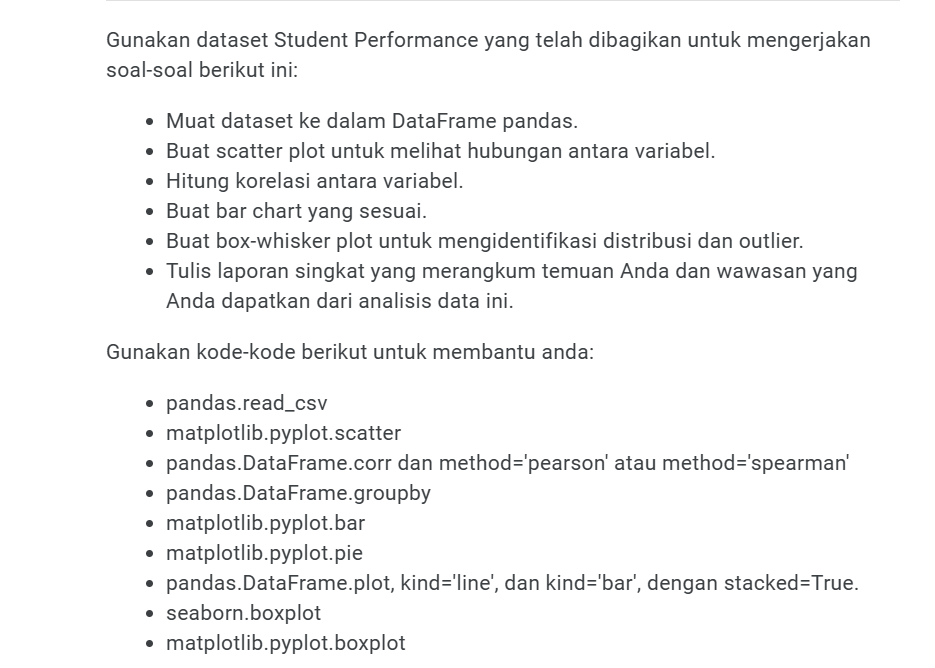 Gunakan dataset Student Performance yang telah dibagikan untuk mengerjakan
soal-soal berikut ini:
• Muat dataset ke dalam DataFrame pandas.
• Buat scatter plot untuk melihat hubungan antara variabel.
• Hitung korelasi antara variabel.
• Buat bar chart yang sesuai.
• Buat box-whisker plot untuk mengidentifikasi distribusi dan outlier.
• Tulis laporan singkat yang merangkum temuan Anda dan wawasan yang
Anda dapatkan dari analisis data ini.
Gunakan kode-kode berikut untuk membantu anda:
• pandas.read_csv
• matplotlib.pyplot.scatter
• pandas.DataFrame.corr dan method='pearson' atau method='spearman'
• pandas.DataFrame.groupby
• matplotlib.pyplot.bar
• matplotlib.pyplot.pie
• pandas.DataFrame.plot, kind='line', dan kind='bar', dengan stacked=True.
• seaborn.boxplot
• matplotlib.pyplot.boxplot